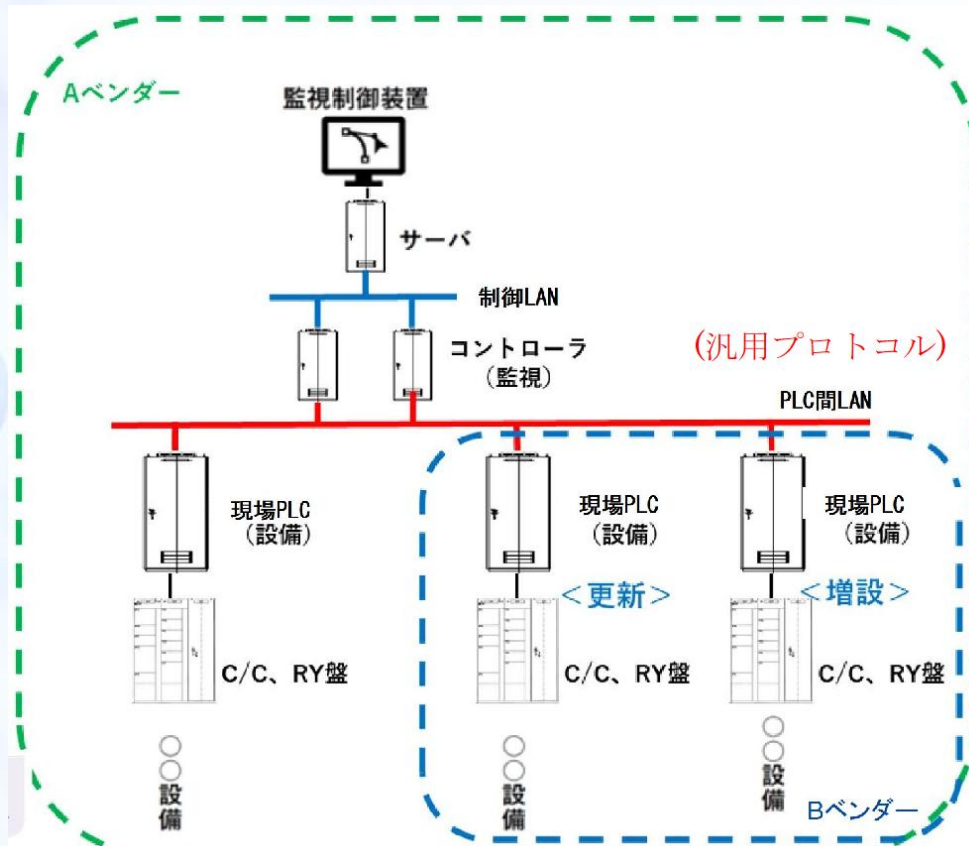 Aベンダー
監視制御装置
サーバ
制御LAN
コントローラ
（監視）
(汎用プロトコル)
PLC間LAN
現場PLC
（設備）
現場PLC
（設備）
現場PLC
（設備）
＜更新＞
＜増設＞
C/C、RY盤
C/C、RY盤
C/C、RY盤
○○設備
○○設備
○○設備
Bベンダー